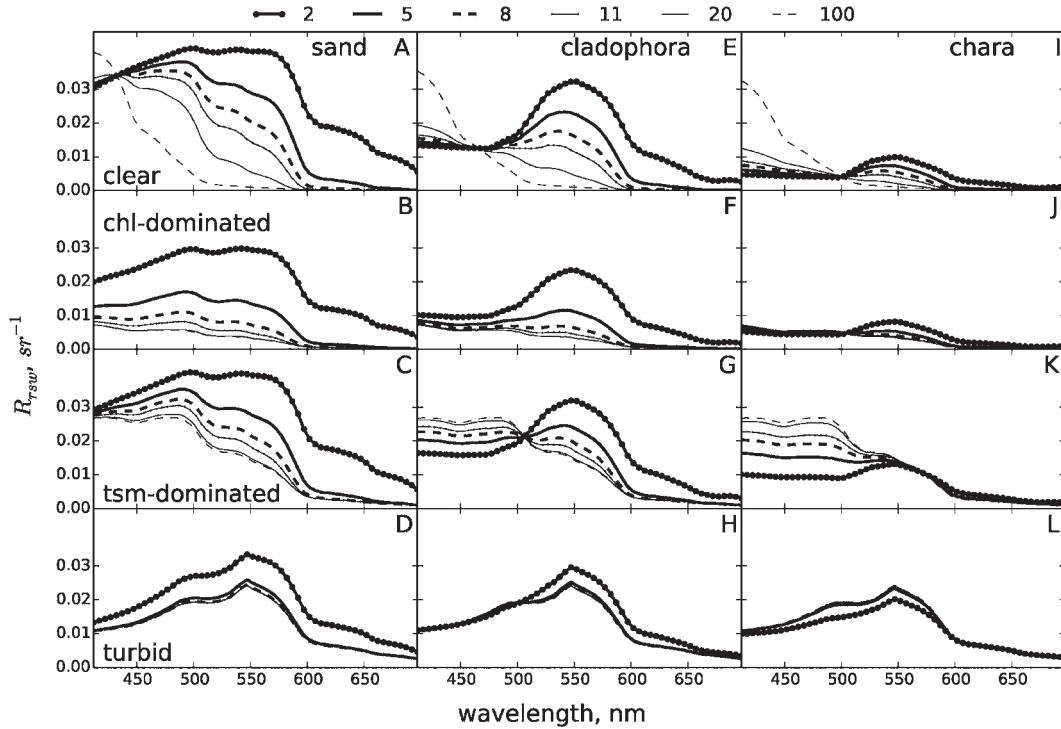 2 5 8 11 20 100
sand A cladophora E chara I
0.03
0.02
0.01
0.00
clear
B F J
chl-dominated
0.03
0.02
0.01
0.00
C G K
0.03
0.02
0.01
0.00
tsm-dominated
D H L
0.03
0.02
0.01
0.00
turbid
R_{rsw}, sr^{-1}
450 500 550 600 650 450 500 550 600 650 450 500 550 600 650
wavelength, nm